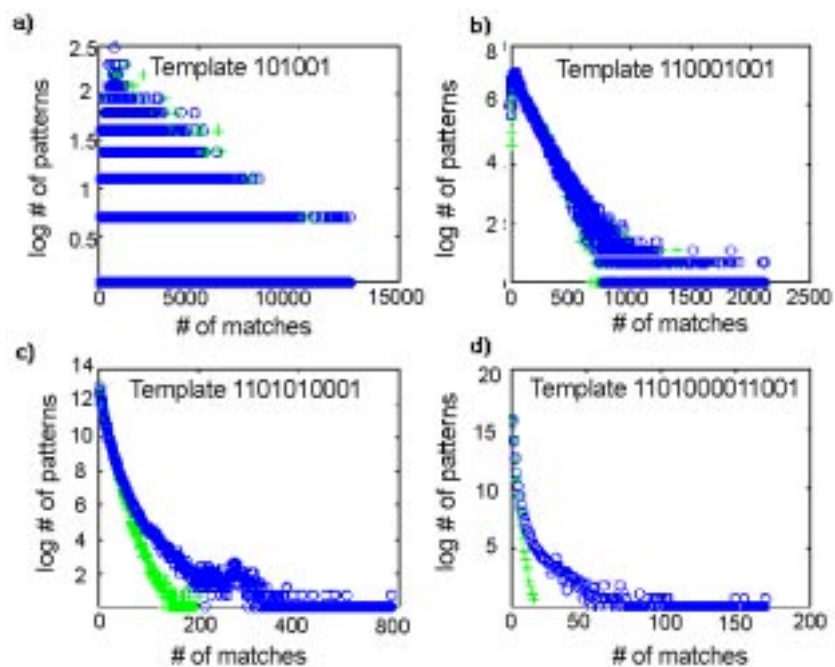 a)
Template 101001
log # of patterns
2.5
2
1.5
1
0.5
0
5000
10000
15000
# of matches
b)
Template 110001001
log # of patterns
8
6
4
2
0
500
1000
1500
2000
2500
# of matches
c)
Template 1101010001
log # of patterns
14
12
10
8
6
4
2
0
200
400
600
800
# of matches
d)
Template 1101000011001
log # of patterns
20
15
10
5
0
50
100
150
200
# of matches